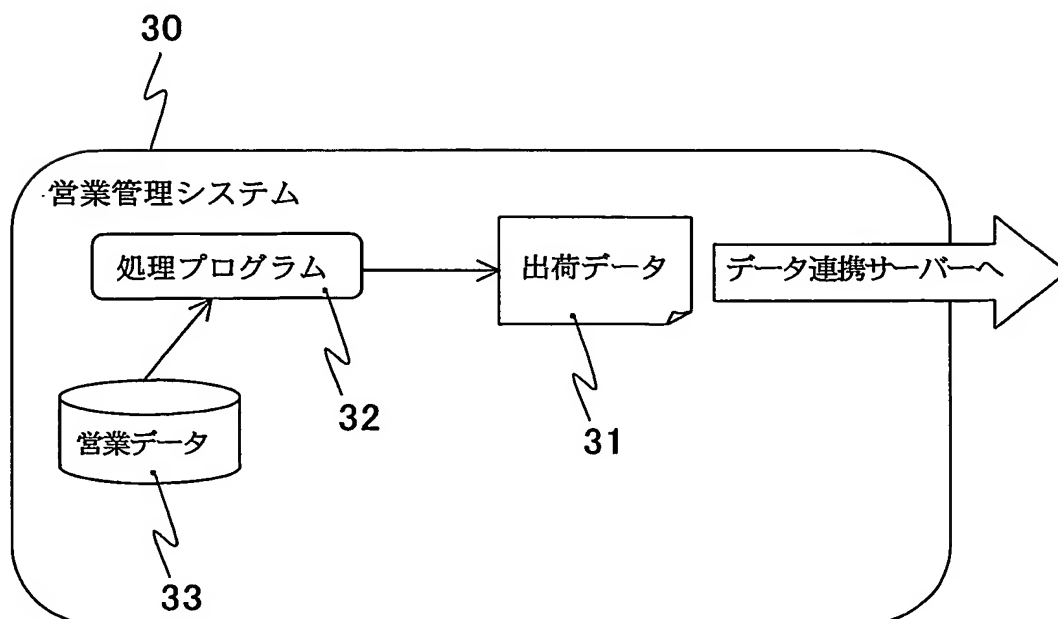 30
営業管理システム
処理プログラム
出荷データ
データ連携サーバーへ
32
31
営業データ
33